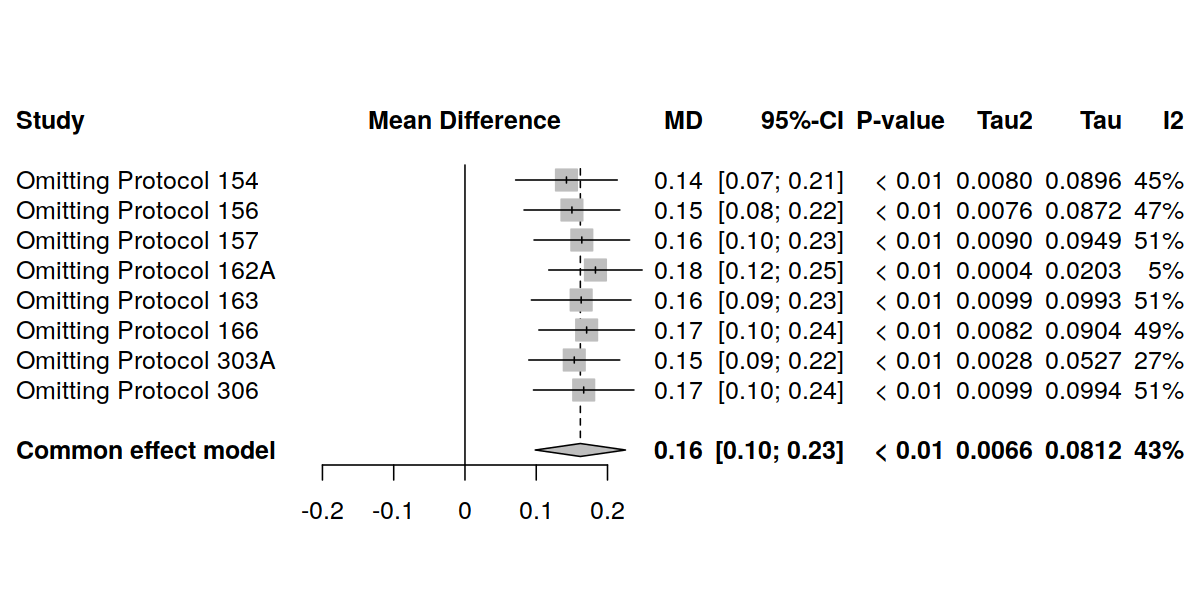 Study Mean Difference MD 95%-CI P-value Tau2 Tau I2
Omitting Protocol 154 0.14 [0.07; 0.21] < 0.01 0.0080 0.0896 45%
Omitting Protocol 156 0.15 [0.08; 0.22] < 0.01 0.0076 0.0872 47%
Omitting Protocol 157 0.16 [0.10; 0.23] < 0.01 0.0090 0.0949 51%
Omitting Protocol 162A 0.18 [0.12; 0.25] < 0.01 0.0004 0.0203 5%
Omitting Protocol 163 0.16 [0.09; 0.23] < 0.01 0.0099 0.0993 51%
Omitting Protocol 166 0.17 [0.10; 0.24] < 0.01 0.0082 0.0904 49%
Omitting Protocol 303A 0.15 [0.09; 0.22] < 0.01 0.0028 0.0527 27%
Omitting Protocol 306 0.17 [0.10; 0.24] < 0.01 0.0099 0.0994 51%
Common effect model 0.16 [0.10; 0.23] < 0.01 0.0066 0.0812 43%
-0.2 -0.1 0 0.1 0.2